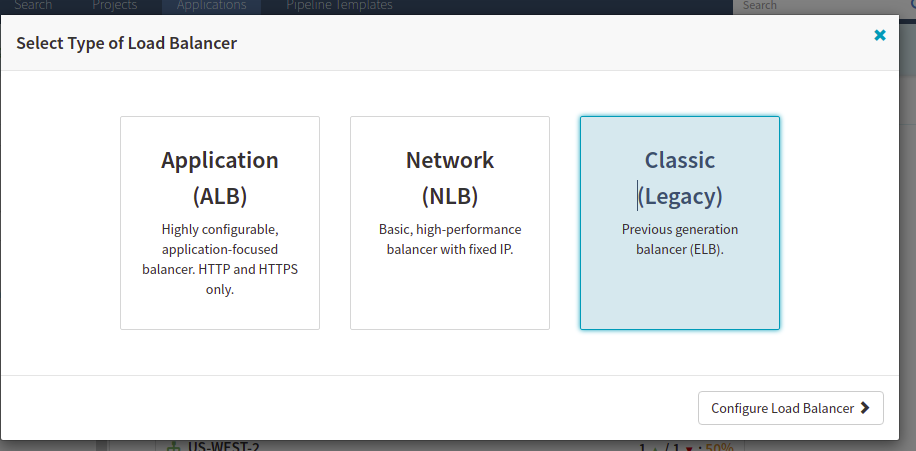 Search Projects Applications Pipeline Templates Search
Select Type of Load Balancer
Application
(ALB)
Highly configurable,
application-focused
balancer. HTTP and HTTPS
only.
Network
(NLB)
Basic, high-performance
balancer with fixed IP.
Classic
(Legacy)
Previous generation
balancer (ELB).
Configure Load Balancer
US-WEST-2 1 / 1 : 50%